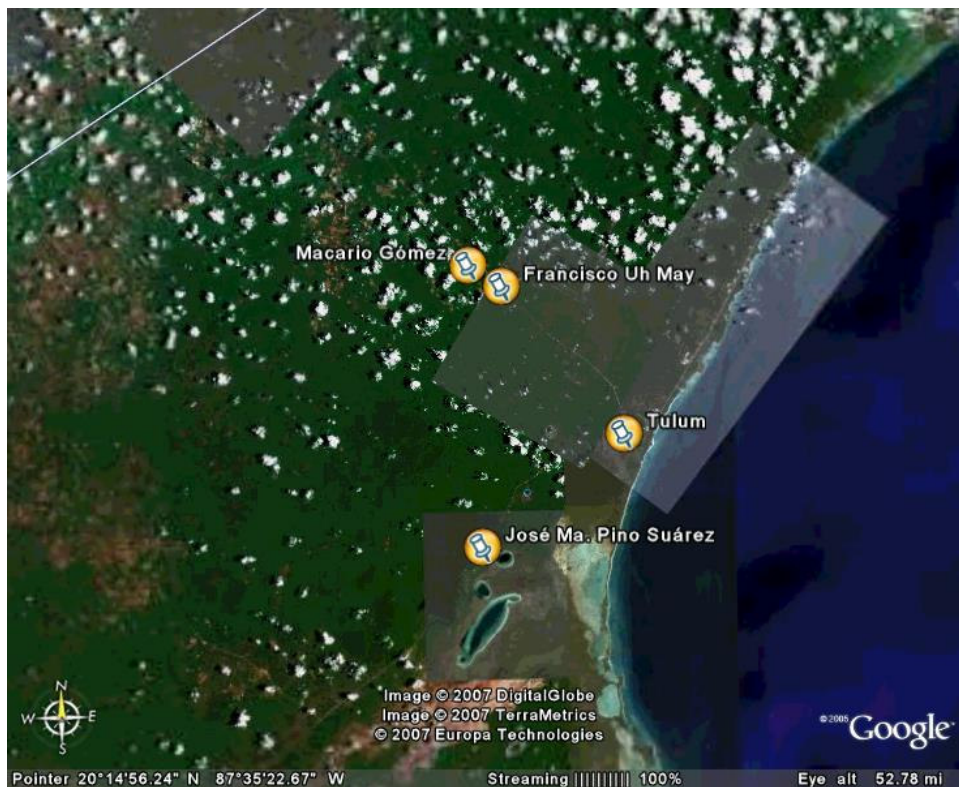 Macario Gómez
Francisco Uh May
Tulum
José Ma. Pino Suárez
Image © 2007 DigitalGlobe
Image © 2007 TerraMetrics
© 2007 Europa Technologies
N
W E
S
© 2005 Google
Pointer 20°14'56.24" N 87°35'22.67" W Streaming |||||||||| 100% Eye alt 52.78 mi